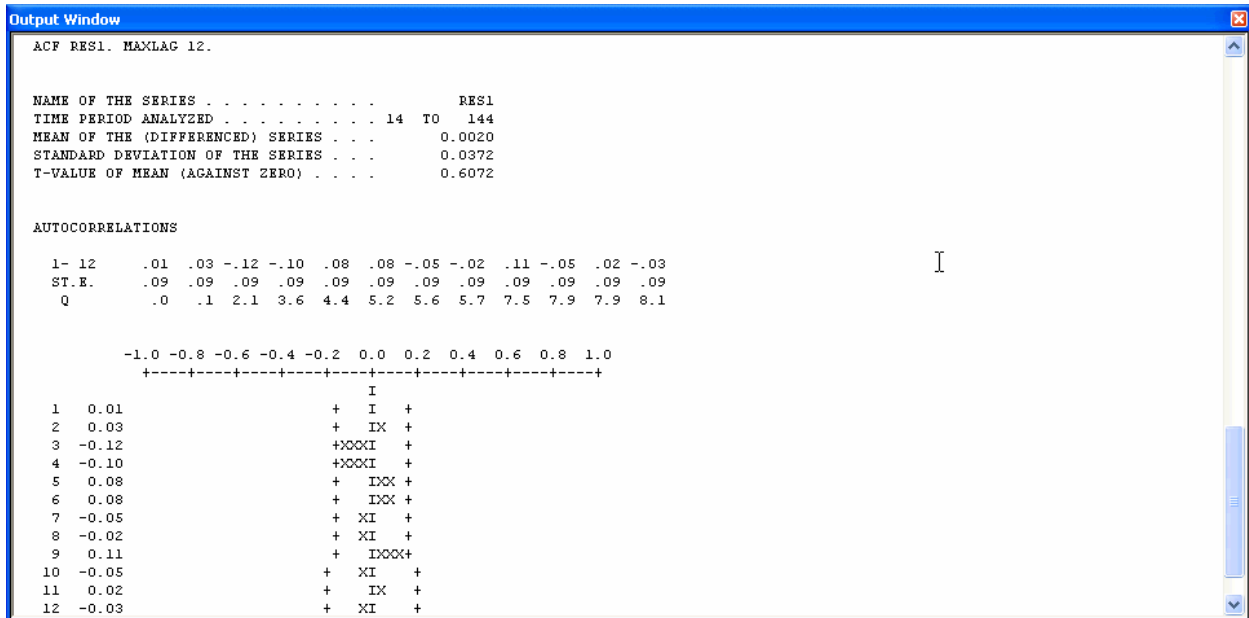 Output Window
ACF RES1. MAXLAG 12.
NAME OF THE SERIES . . . . . . . . . . RES1
TIME PERIOD ANALYZED . . . . . . . . . 14 TO 144
MEAN OF THE (DIFFERENCED) SERIES . . . 0.0020
STANDARD DEVIATION OF THE SERIES . . . 0.0372
T-VALUE OF MEAN (AGAINST ZERO) . . . . 0.6072
AUTOCORRELATIONS
1- 12 .01 .03 -.12 -.10 .08 .08 -.05 -.02 .11 -.05 .02 -.03
ST.E. .09 .09 .09 .09 .09 .09 .09 .09 .09 .09 .09 .09
Q .0 .1 2.1 3.6 4.4 5.2 5.6 5.7 7.5 7.9 7.9 8.1
-1.0 -0.8 -0.6 -0.4 -0.2 0.0 0.2 0.4 0.6 0.8 1.0
+----+----+----+----+----+----+----+----+----+----+
I
1 0.01 + I +
2 0.03 + IX +
3 -0.12 +XXXI +
4 -0.10 +XXXI +
5 0.08 + IXX +
6 0.08 + IXX +
7 -0.05 + XI +
8 -0.02 + XI +
9 0.11 + IXXX+
10 -0.05 + XI +
11 0.02 + IX +
12 -0.03 + XI +